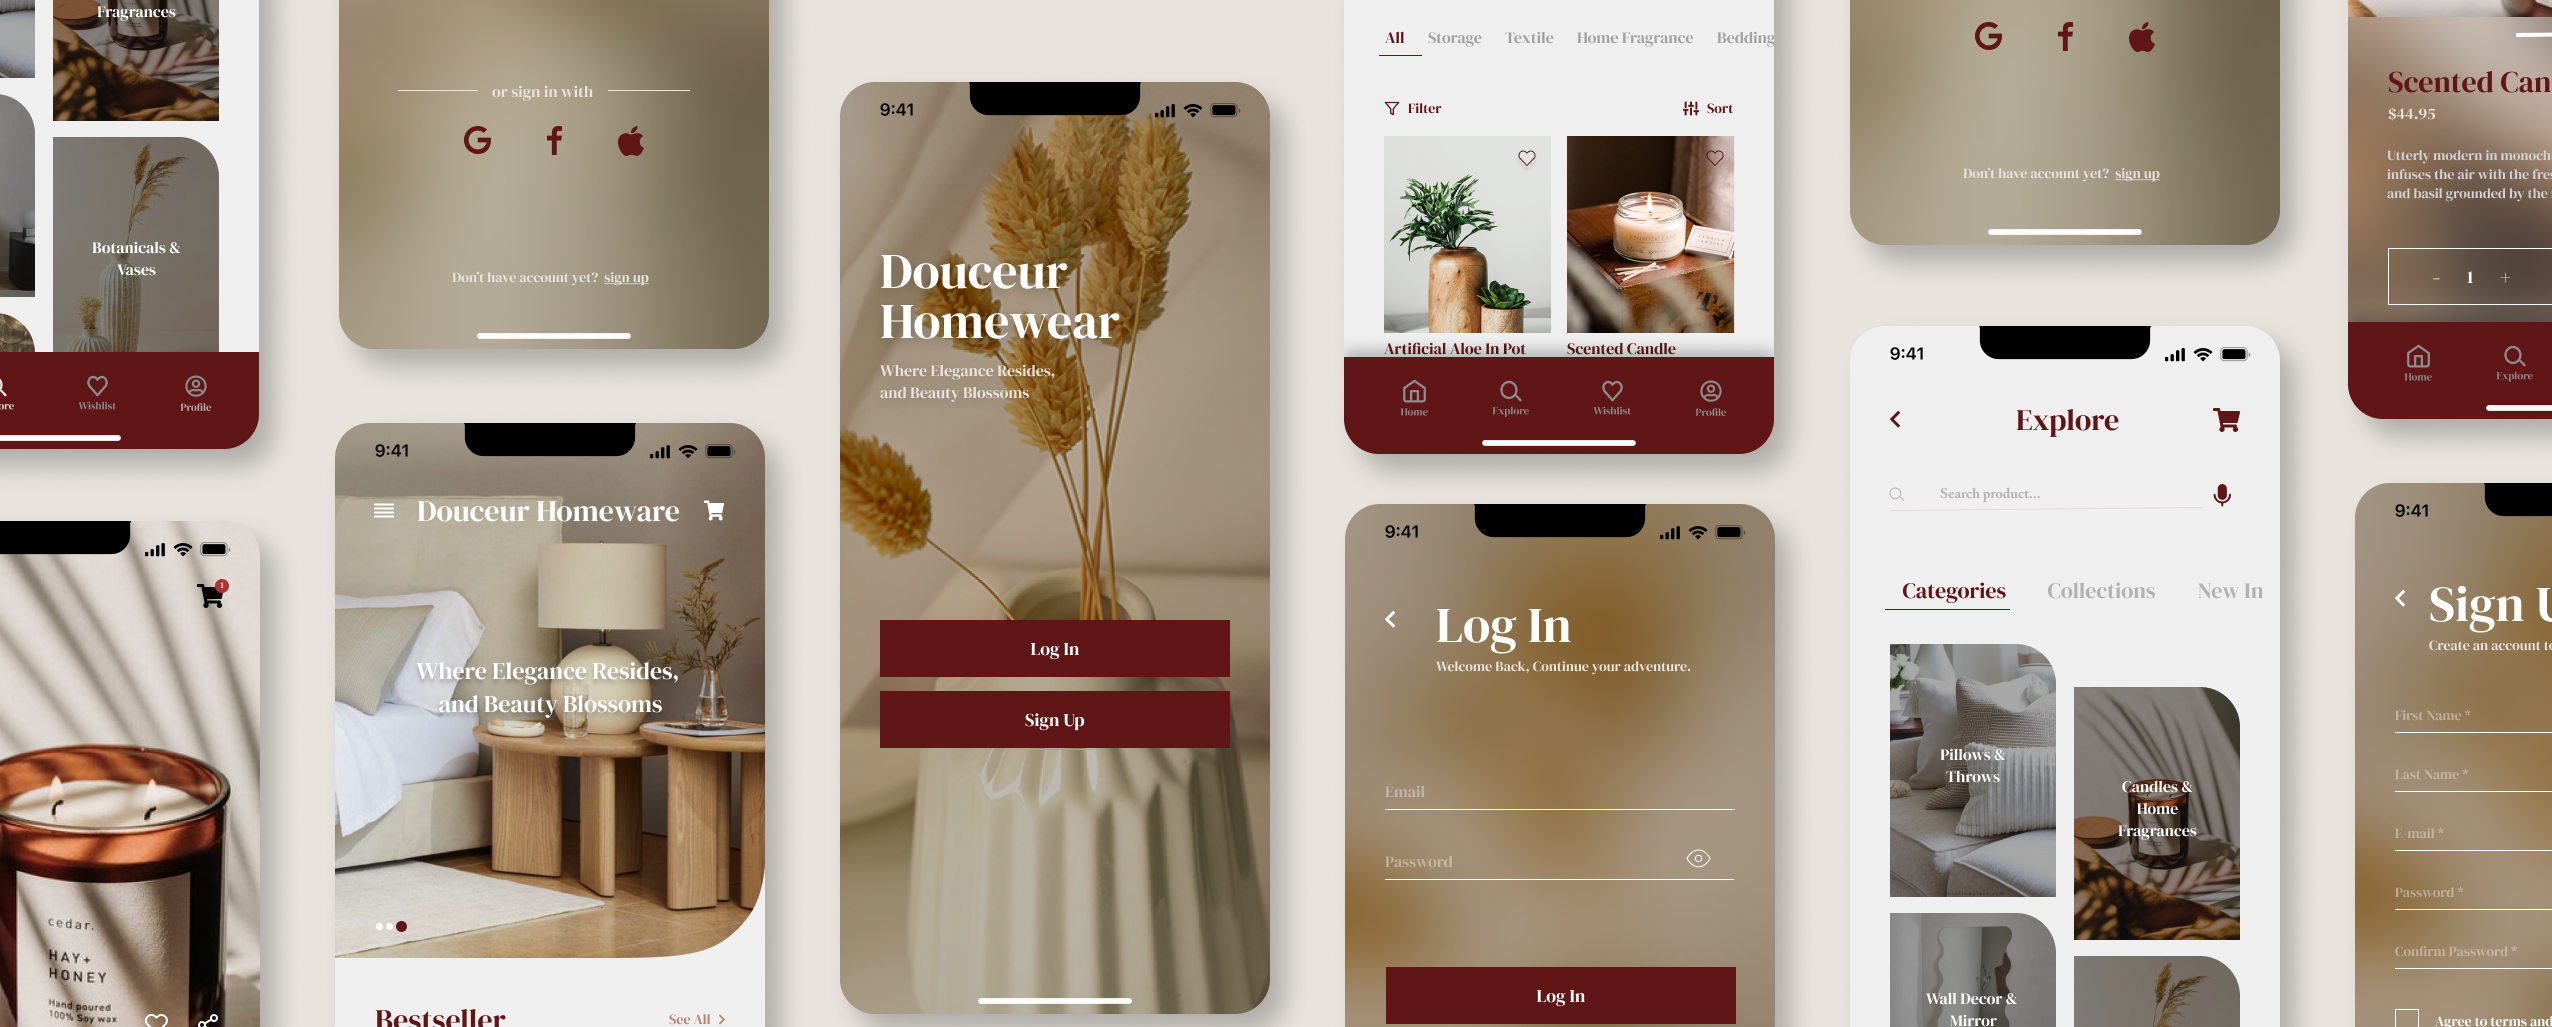 Fragrances
Botanicals &
Vases
Wishlist
Profile
cedar.
HAY+
HONEY
Hand poured
100% Soy wax
1
or sign in with
Don't have account yet? sign up
9:41
Douceur Homeware
Where Elegance Resides,
and Beauty Blossoms
Bestseller
See All
9:41
Douceur
Homewear
Where Elegance Resides,
and Beauty Blossoms
Log In
Sign Up
All Storage Textile Home Fragrance Bedding
Filter
Sort
Artificial Aloe In Pot
Scented Candle
Home
Explore
Wishlist
Profile
9:41
Log In
Welcome Back, Continue your adventure.
Email
Password
Log In
Don't have account yet? sign up
9:41
Explore
Search product...
Categories Collections New In
Pillows &
Throws
Candles &
Home
Fragrances
Wall Decor &
Mirror
Scented Can
$44.95
Utterly modern in monoch
infuses the air with the fres
and basil grounded by the
- 1 +
Home
Explore
9:41
Sign U
Create an account to
First Name *
Last Name *
E-mail *
Password *
Confirm Password *
Agree to terms and